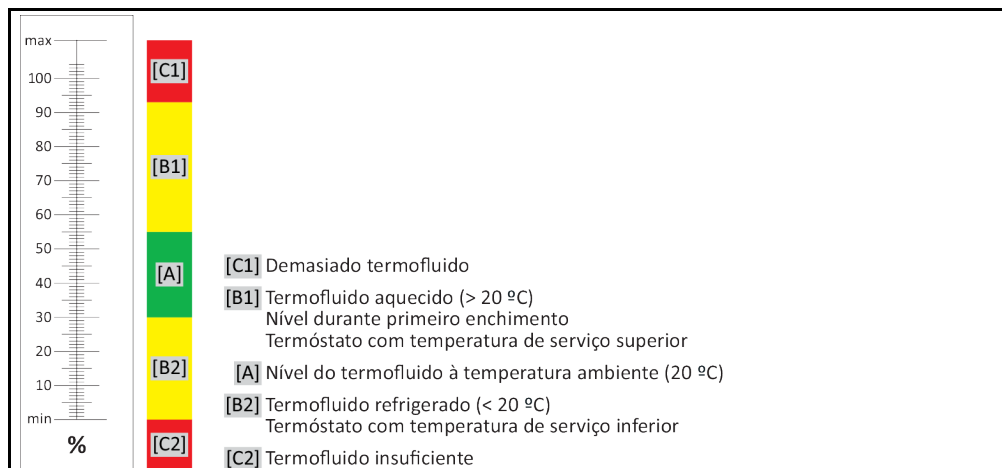 max
100
90
80
70
60
50
40
30
20
10
min
%
[C1]
[B1]
[A]
[B2]
[C2]
[C1] Demasiado termofluido
[B1] Termofluido aquecido (> 20 ºC)
Nível durante primeiro enchimento
Termóstato com temperatura de serviço superior
[A] Nível do termofluido à temperatura ambiente (20 ºC)
[B2] Termofluido refrigerado (< 20 ºC)
Termóstato com temperatura de serviço inferior
[C2] Termofluido insuficiente